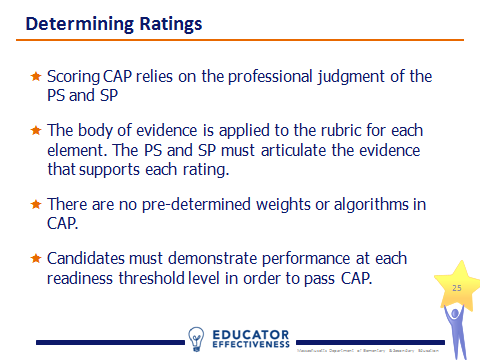 Determining Ratings
Scoring CAP relies on the professional judgment of the
PS and SP
The body of evidence is applied to the rubric for each
element. The PS and SP must articulate the evidence
that supports each rating.
There are no pre-determined weights or algorithms in
CAP.
Candidates must demonstrate performance at each
readiness threshold level in order to pass CAP.
25
EDUCATOR
EFFECTIVENESS
Massachusetts Department of Elementary & Secondary Education